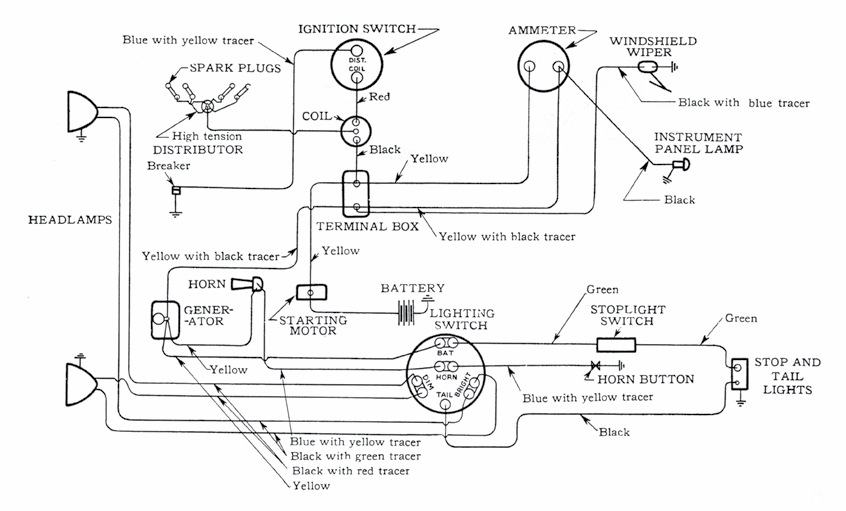 IGNITION SWITCH
AMMETER
Blue with yellow tracer
WINDSHIELD
WIPER
DIST.
COIL
SPARK PLUGS
Red
Black with blue tracer
COIL
High tension
DISTRIBUTOR
INSTRUMENT
PANEL LAMP
Black
Breaker
Yellow
Black
HEADLAMPS
TERMINAL BOX
Yellow with black tracer
Yellow with black tracer
Yellow
HORN
BATTERY
Green
GENER-
-ATOR
STARTING
MOTOR
LIGHTING
SWITCH
STOPLIGHT
SWITCH
Green
BAT
Yellow
HORN
DIM
BRIGHT
TAIL
HORN BUTTON
STOP AND
TAIL
LIGHTS
Blue with yellow tracer
Black
Blue with yellow tracer
Black with green tracer
Black with red tracer
Yellow